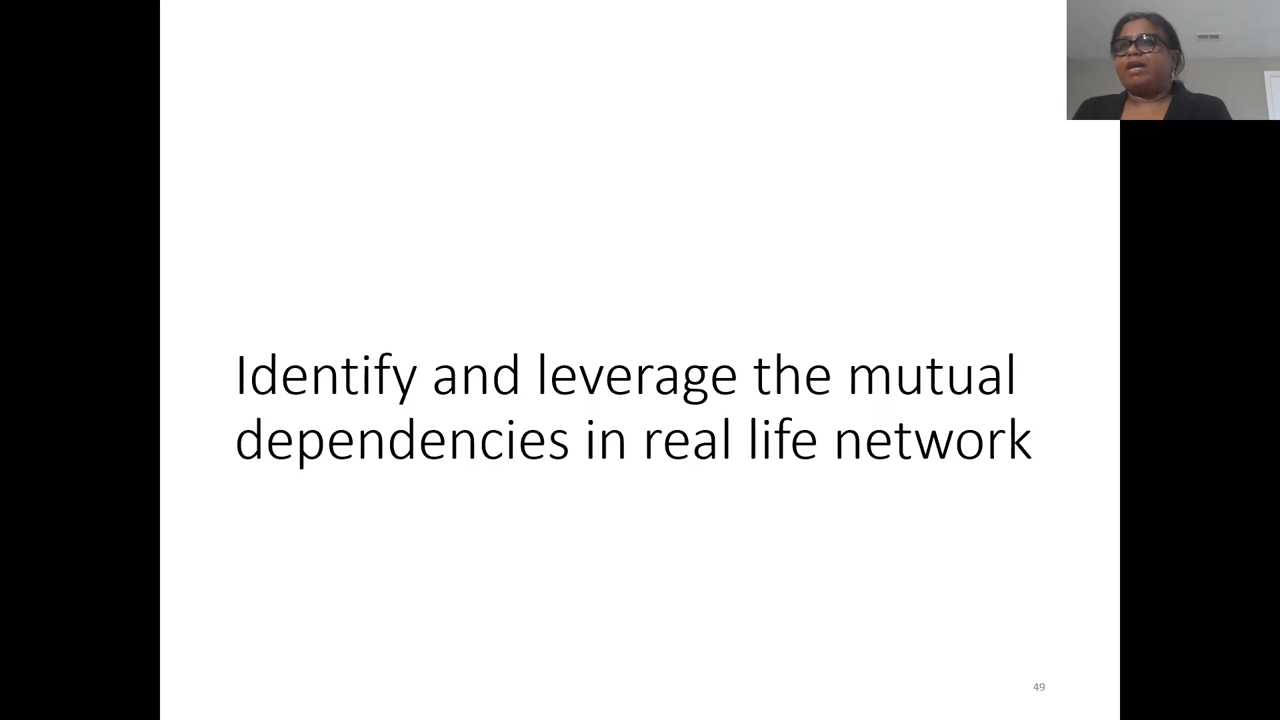 Identify and leverage the mutual
dependencies in real life network
49